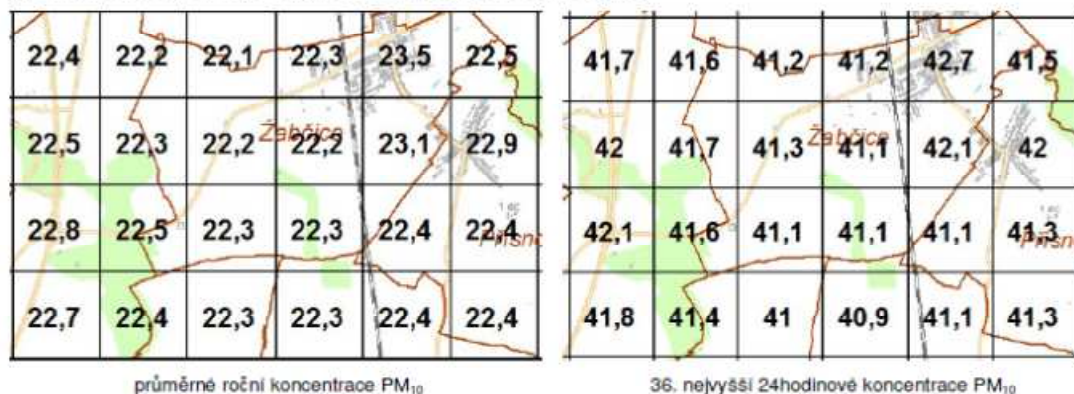 22,4 22,2 22,1 22,3 23,5 22,5
22,5 22,3 22,2 22,2 23,1 22,9
Žabčice
22,8 22,5 22,3 22,3 22,4 22,4
22,7 22,4 22,3 22,3 22,4 22,4
průměrné roční koncentrace PM₁₀
41,7 41,6 41,2 41,2 42,7 41,5
42 41,7 41,3 41,1 42,1 42
Žabčice
42,1 41,6 41,1 41,1 41,1 41,3
41,8 41,4 41 40,9 41,1 41,3
36. nejvyšší 24hodinové koncentrace PM₁₀